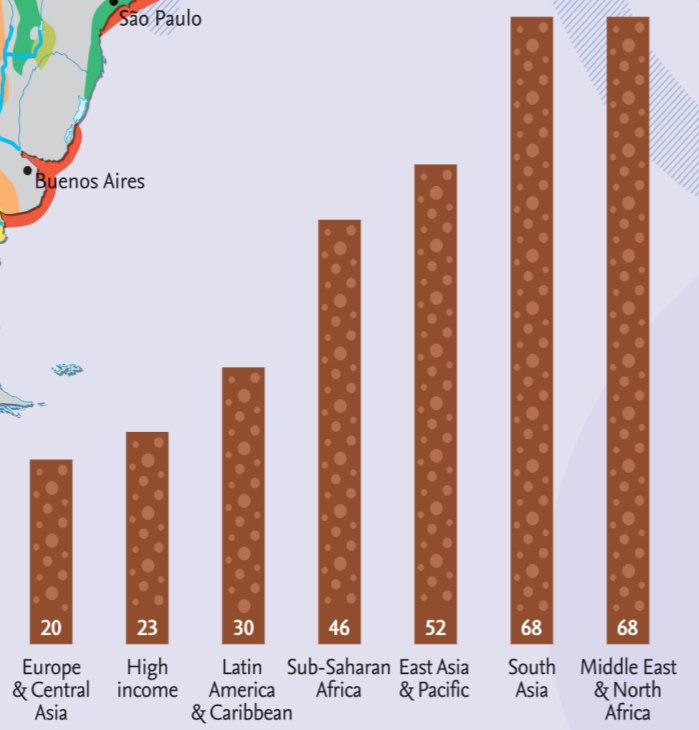 São Paulo
Buenos Aires
20
23
30
46
52
68
68
Europe
& Central
Asia
High
income
Latin
America
& Caribbean
Sub-Saharan
Africa
East Asia
& Pacific
South
Asia
Middle East
& North
Africa